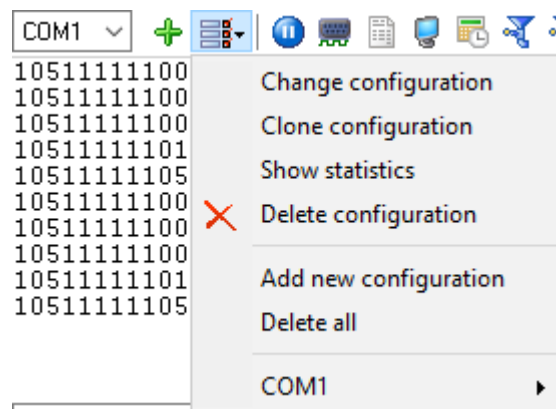 COM1
10511111100
10511111100
10511111100
10511111101
10511111105
10511111100
10511111100
10511111100
10511111101
10511111105
Change configuration
Clone configuration
Show statistics
Delete configuration
Add new configuration
Delete all
COM1